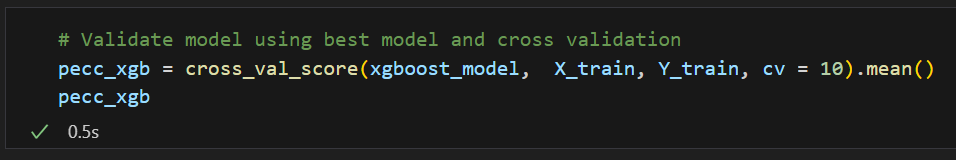 # Validate model using best model and cross validation
pecc_xgb = cross_val_score(xgboost_model,  X_train, Y_train, cv = 10).mean()
pecc_xgb
0.5s